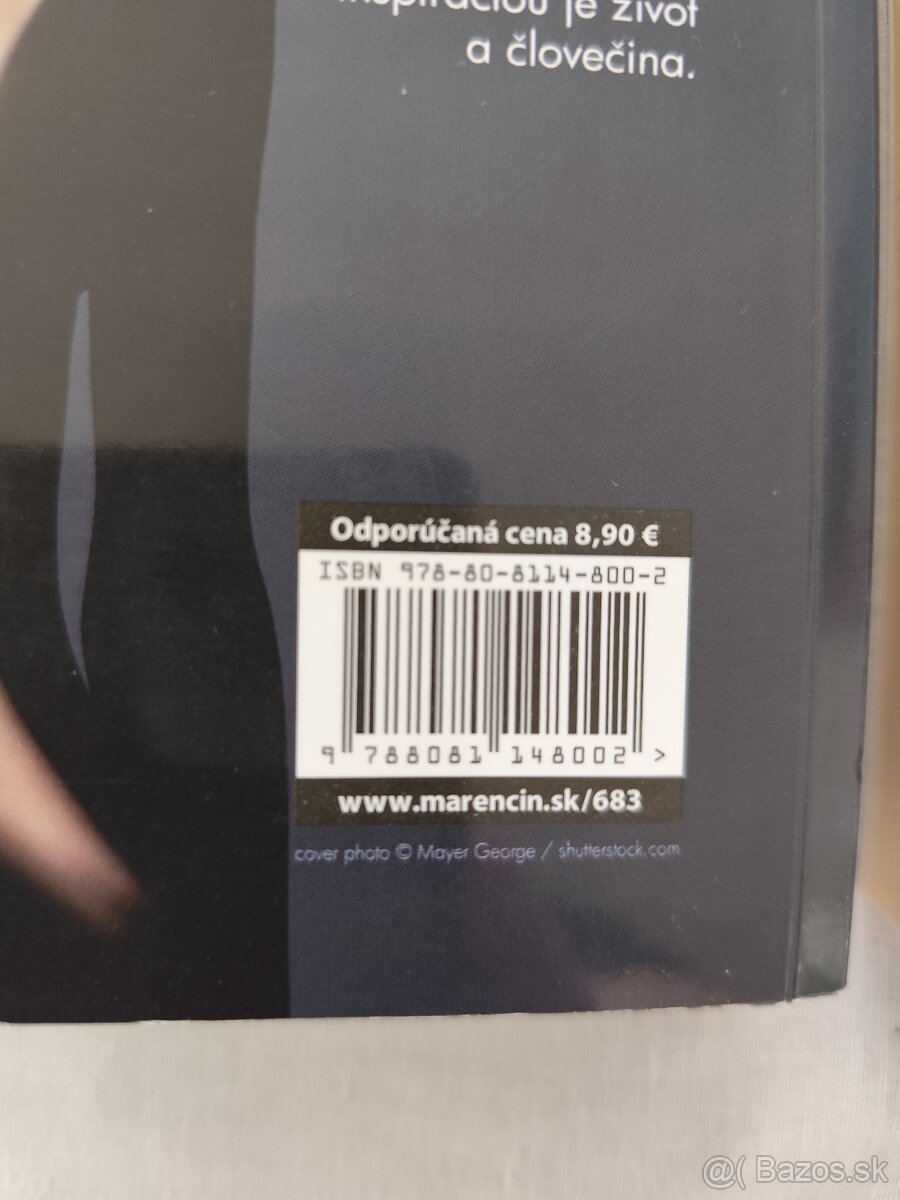 inšpiráciou je život
a človečina.
Odporúčaná cena 8,90 €
ISBN 978-80-8114-800-2
9 788081 148002 >
www.marencin.sk/683
cover photo © Mayer George / shutterstock.com
@( Bazos.sk